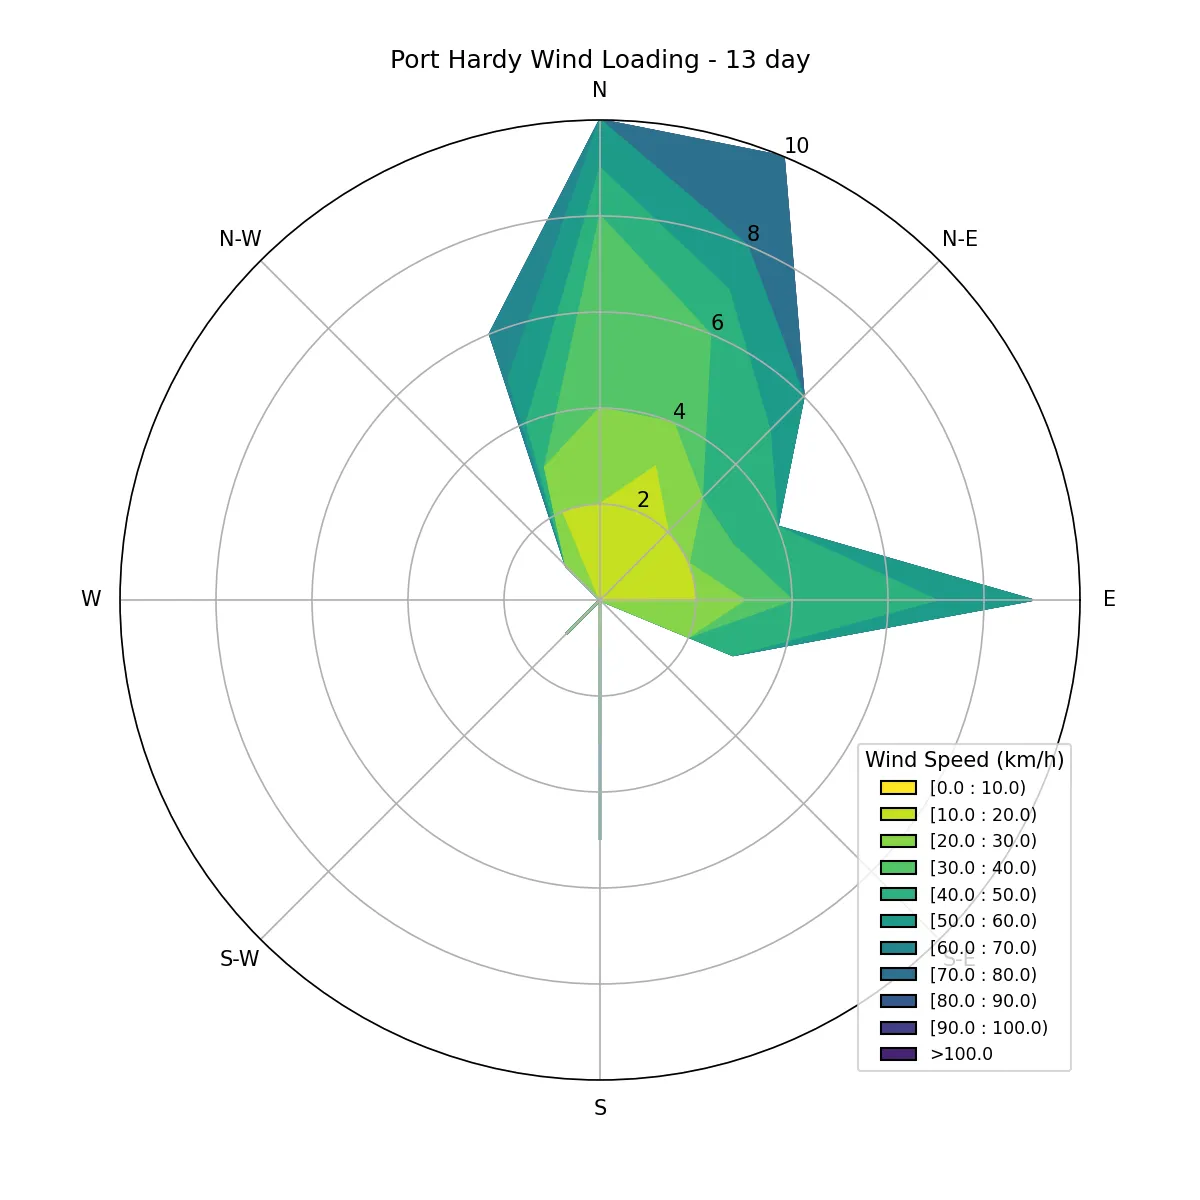 Port Hardy Wind Loading - 13 day
N
10
N-W
8
N-E
6
4
2
W
E
Wind Speed (km/h)
[0.0 : 10.0)
[10.0 : 20.0)
[20.0 : 30.0)
[30.0 : 40.0)
[40.0 : 50.0)
[50.0 : 60.0)
[60.0 : 70.0)
[70.0 : 80.0)
[80.0 : 90.0)
[90.0 : 100.0)
>100.0
S-W
S-E
S